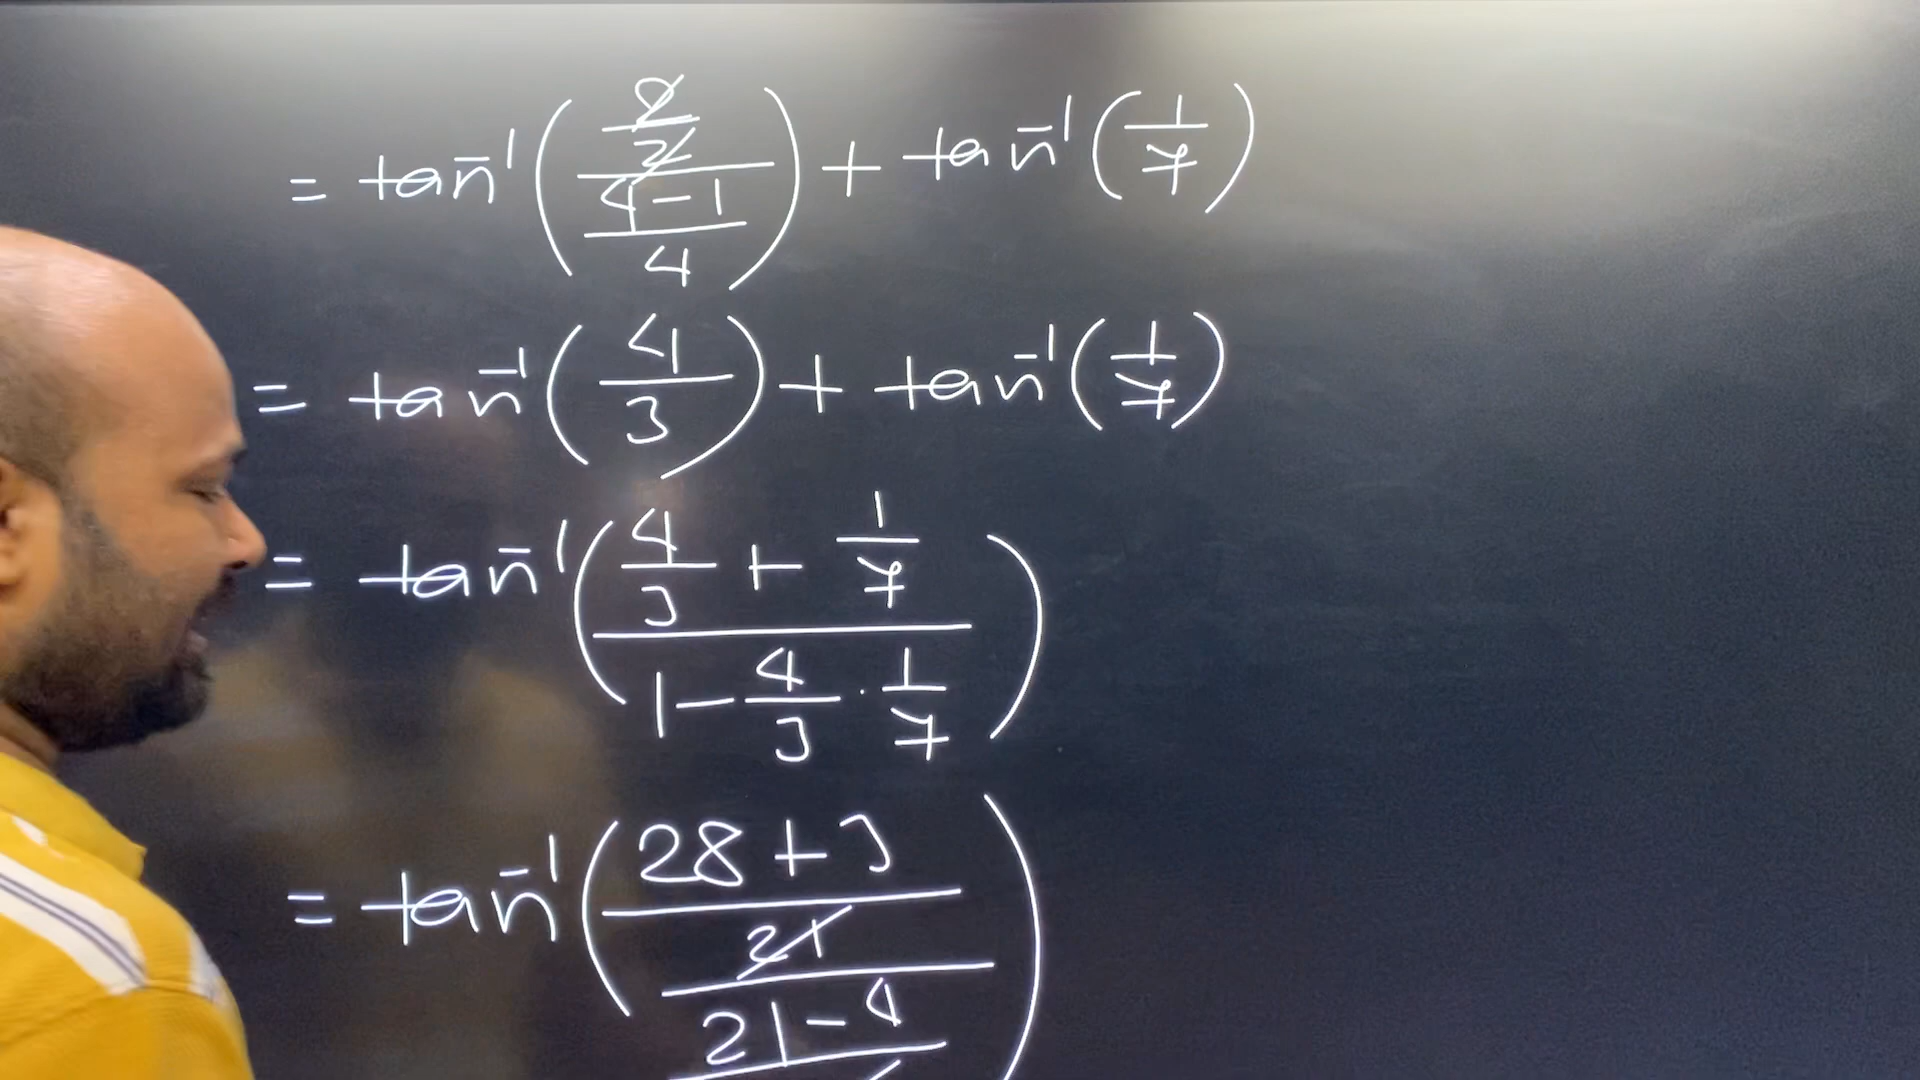 = tan⁻¹((2/2)/((4-1)/4)) + tan⁻¹(1/7)
= tan⁻¹(4/3) + tan⁻¹(1/7)
= tan⁻¹((4/3 + 1/7)/(1 - 4/3 · 1/7))
= tan⁻¹(((28+3)/21)/((21-4)/